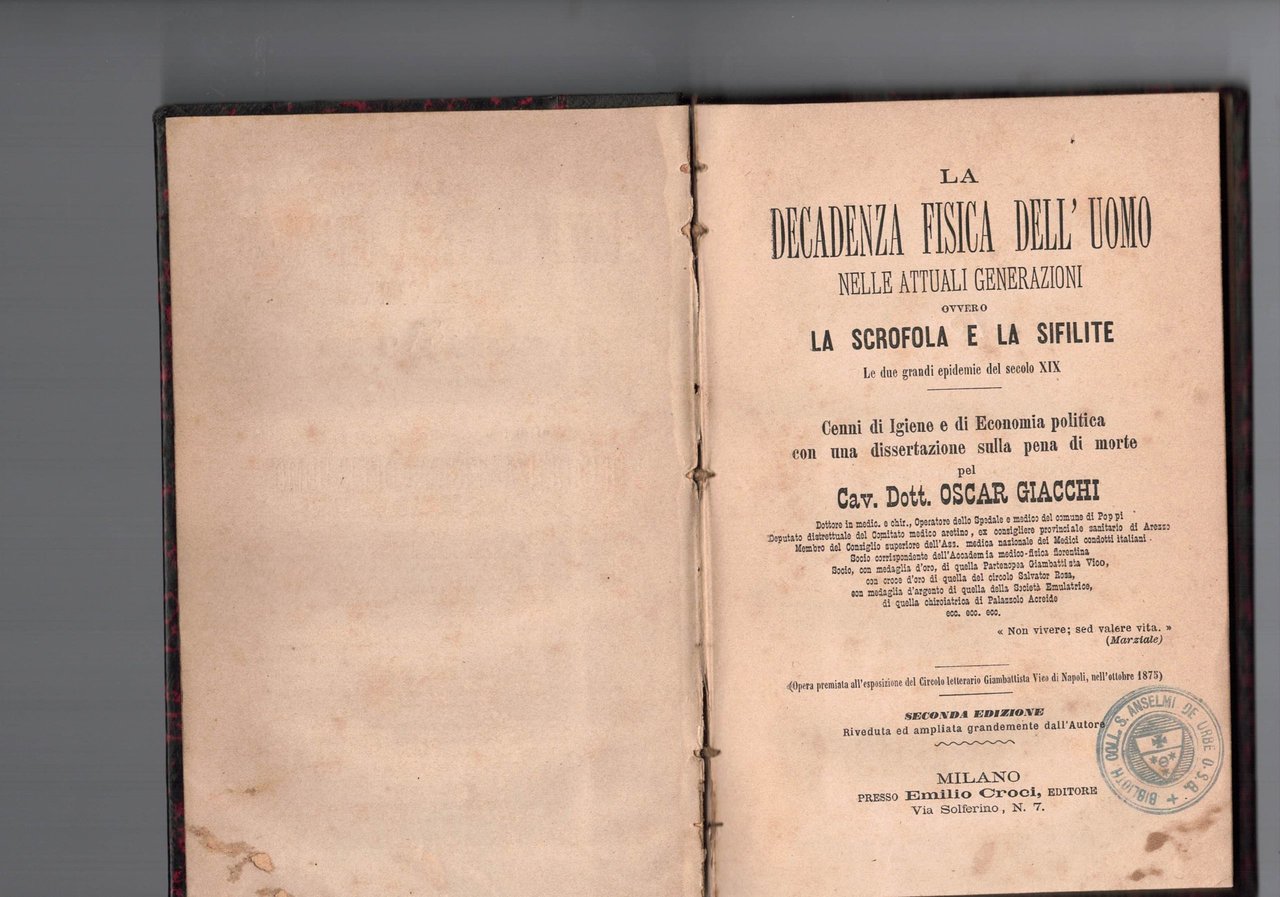 LA
DECADENZA FISICA DELL' UOMO
NELLE ATTUALI GENERAZIONI
OVVERO
LA SCROFOLA E LA SIFILITE
Le due grandi epidemie del secolo XIX
Cenni di Igiene e di Economia politica
con una dissertazione sulla pena di morte
pel
Cav. Dott. OSCAR GIACCHI
Dottore in medic. e chir., Operatore dello Spedale e medico del comune di Poppi
Deputato distrettuale del Comitato medico aretino, ex consigliere provinciale sanitario di Arezzo
Membro del Consiglio superiore dell'Ass. medica nazionale dei Medici condotti italiani
Socio corrispondente dell'Accademia medico-fisica fiorentina
Socio, con medaglia d'oro, di quella Partenopea Giambattista Vico,
con croce d'oro di quella del circolo Salvator Rosa,
con medaglia d'argento di quella della Società Emulatrice,
di quella chirciatrica di Palazzolo Acreide
ecc. ecc. ecc.
« Non vivere; sed valere vita. »
(Marziale)
(Opera premiata all'esposizione del Circolo letterario Giambattista Vico di Napoli, nell'ottobre 1875)
SECONDA EDIZIONE
Riveduta ed ampliata grandemente dall'Autore
MILANO
PRESSO Emilio Croci, EDITORE
Via Solferino, N. 7.
BIBLIOTH COLL. S. ANSELMI DE URBE O.S.B.